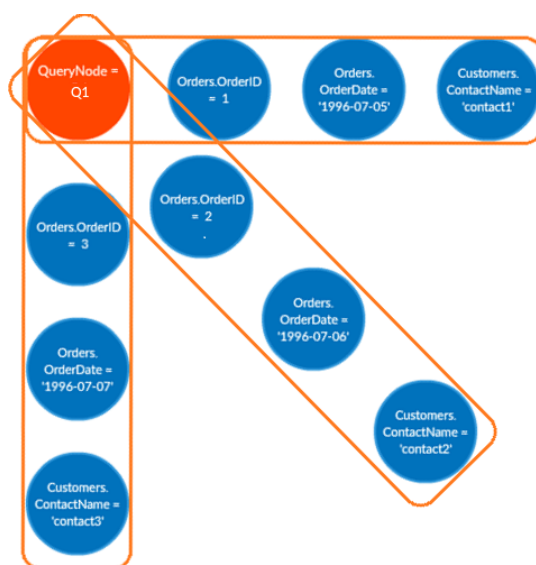 QueryNode =
Q1
Orders.OrderID
= 1
Orders.
OrderDate =
'1996-07-05'
Customers.
ContactName =
'contact1'
Orders.OrderID
= 2
.
Orders.
OrderDate =
'1996-07-06'
Customers.
ContactName =
'contact2'
Orders.OrderID
= 3
Orders.
OrderDate =
'1996-07-07'
Customers.
ContactName =
'contact3'